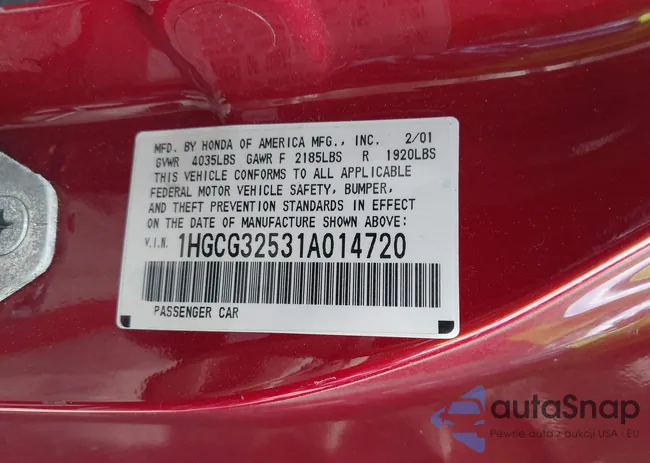 MFD. BY HONDA OF AMERICA MFG., INC. 2/01
GVWR 4035LBS GAWR F 2185LBS R 1920LBS
THIS VEHICLE CONFORMS TO ALL APPLICABLE
FEDERAL MOTOR VEHICLE SAFETY, BUMPER,
AND THEFT PREVENTION STANDARDS IN EFFECT
ON THE DATE OF MANUFACTURE SHOWN ABOVE:
V.I.N. 1HGCG32531A014720
PASSENGER CAR
autaSnap
Pewne auta z aukcji USA - EU